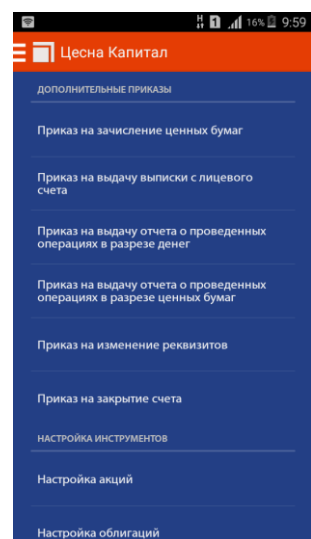 H 1 16% 9:59
Цесна Капитал
ДОПОЛНИТЕЛЬНЫЕ ПРИКАЗЫ
Приказ на зачисление ценных бумаг
Приказ на выдачу выписки с лицевого
счета
Приказ на выдачу отчета о проведенных
операциях в разрезе денег
Приказ на выдачу отчета о проведенных
операциях в разрезе ценных бумаг
Приказ на изменение реквизитов
Приказ на закрытие счета
НАСТРОЙКА ИНСТРУМЕНТОВ
Настройка акций
Настройка облигаций